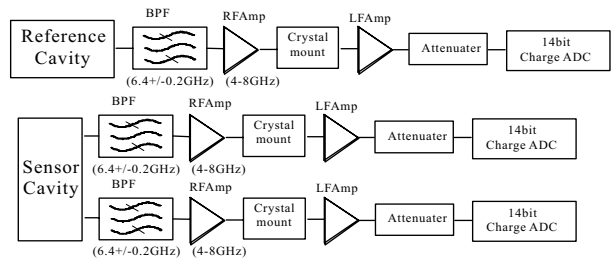 BPF RFAmp LFAmp
Reference Cavity
Crystal mount
Attenuater
14bit Charge ADC
(6.4+/-0.2GHz) (4-8GHz)
Sensor Cavity
BPF RFAmp LFAmp
Crystal mount
Attenuater
14bit Charge ADC
(6.4+/-0.2GHz) (4-8GHz)
BPF RFAmp LFAmp
Crystal mount
Attenuater
14bit Charge ADC
(6.4+/-0.2GHz) (4-8GHz)